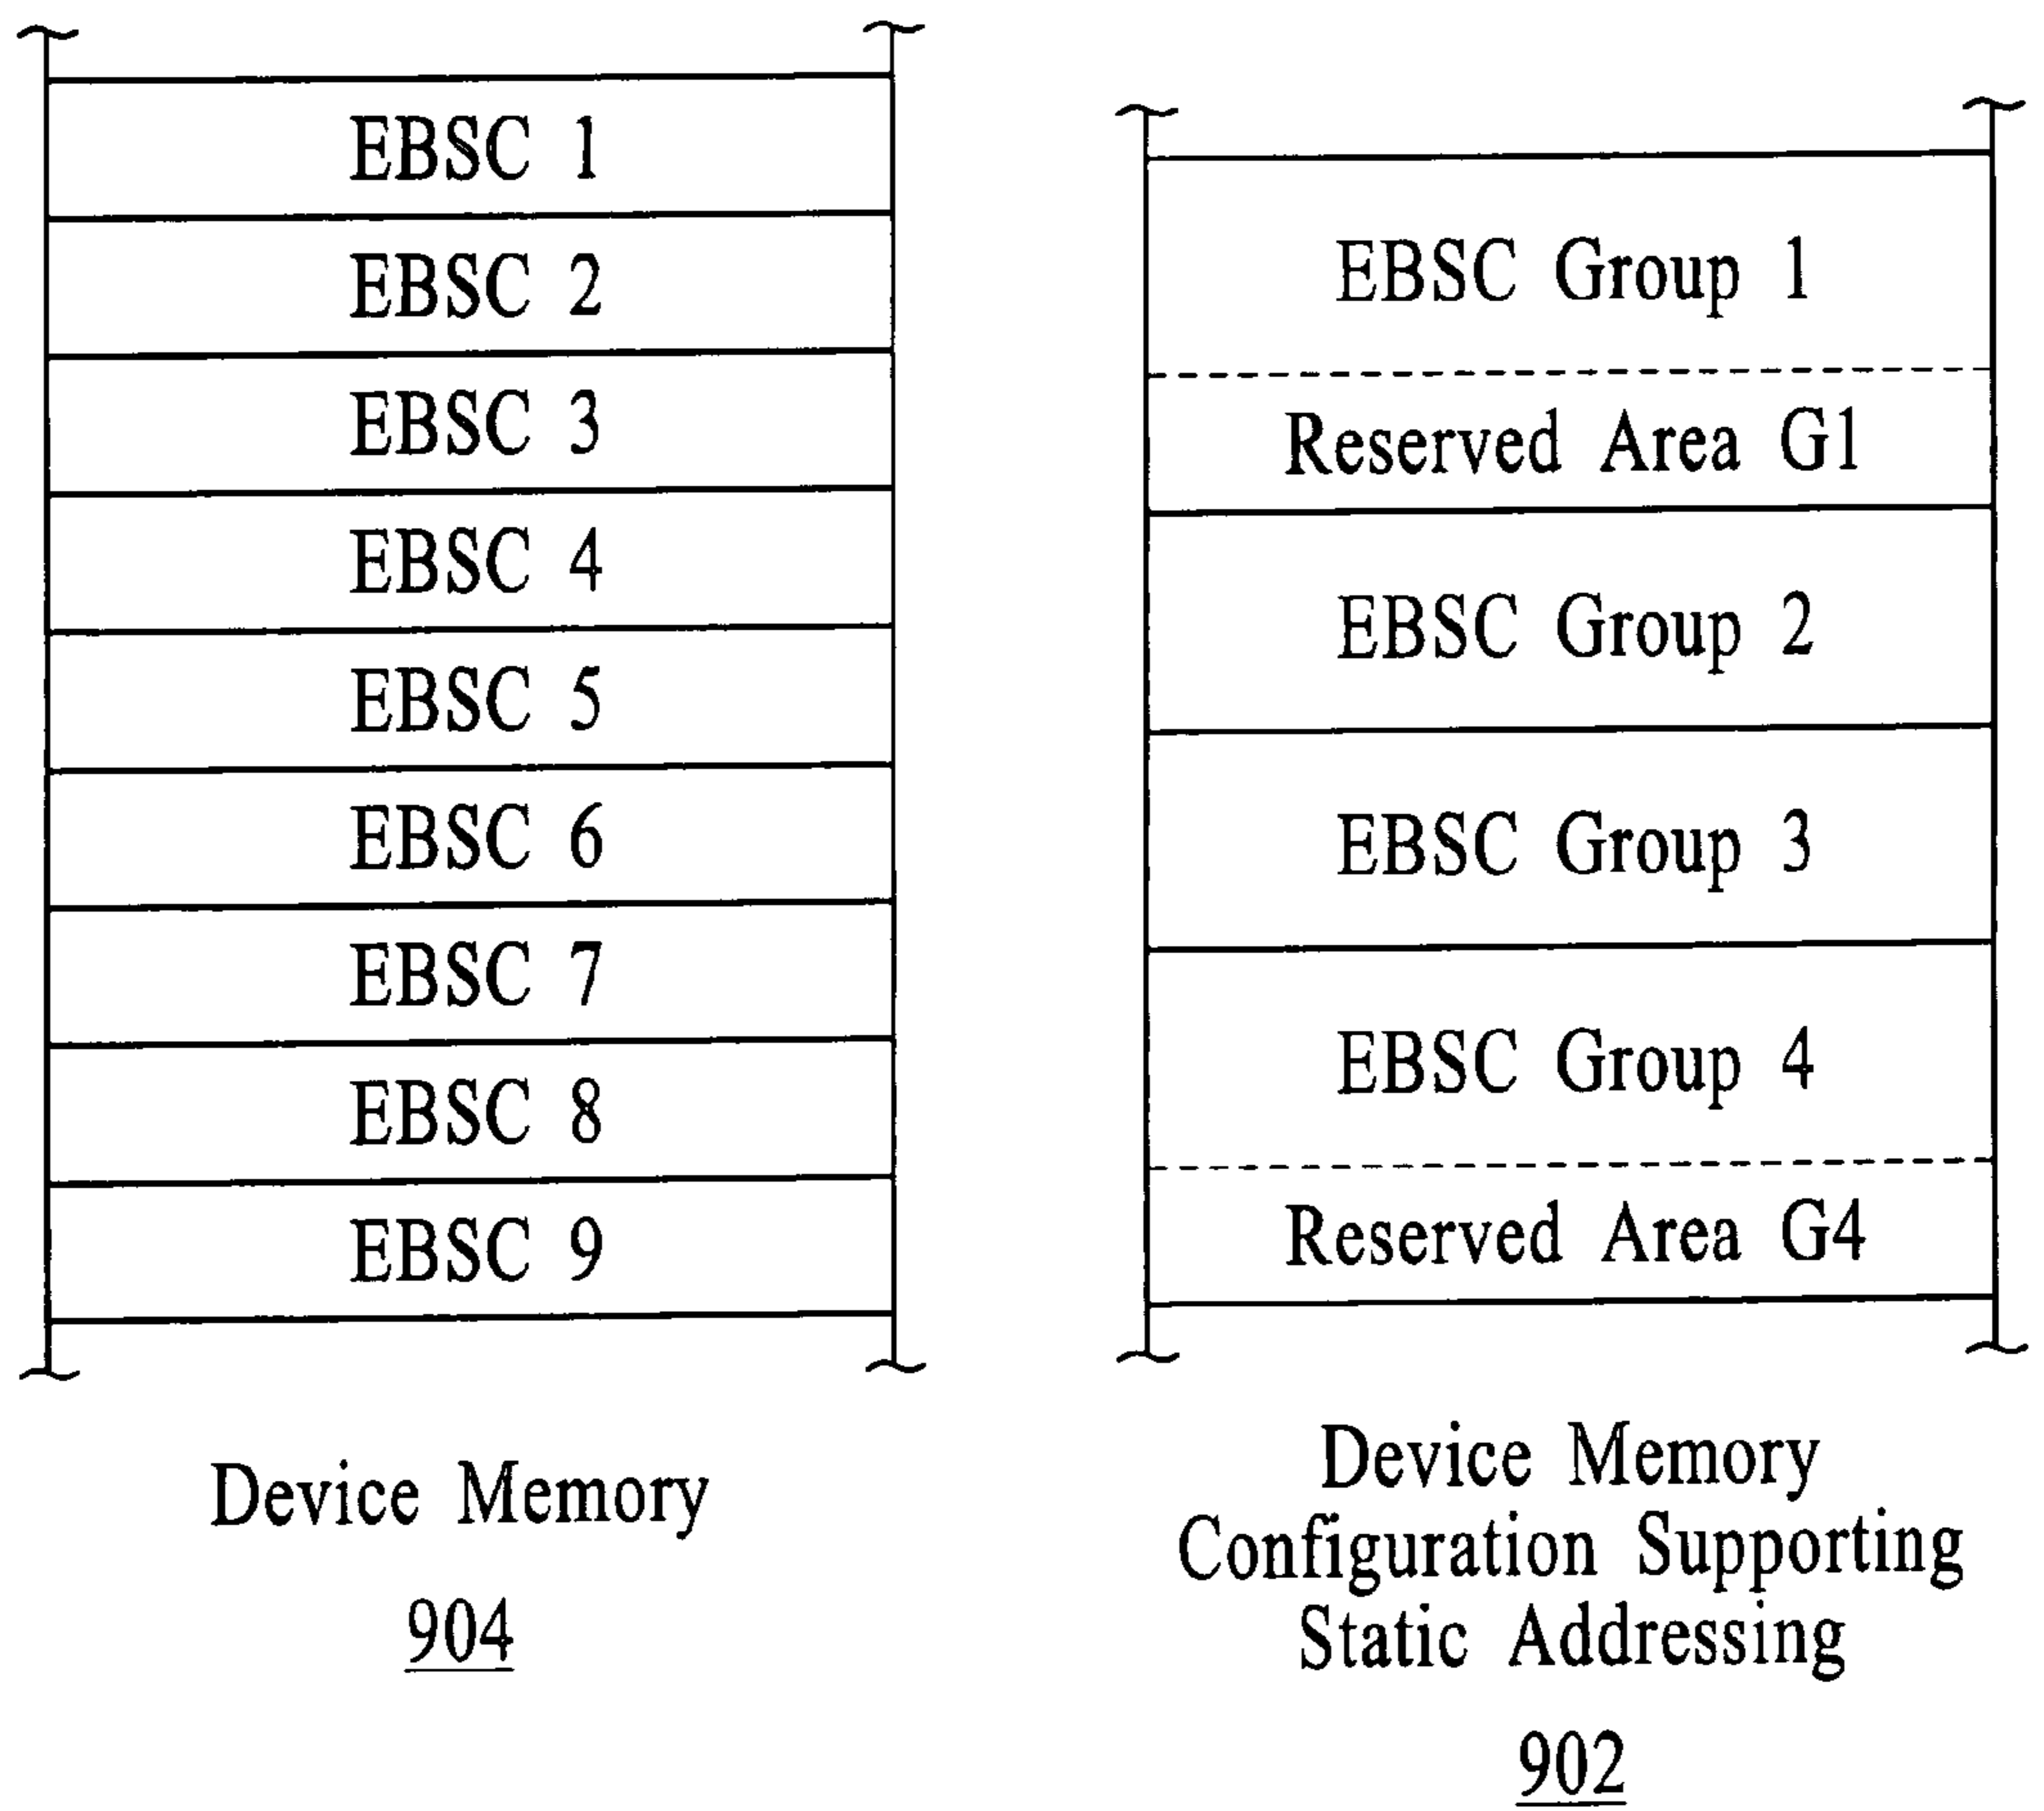 EBSC 1
EBSC 2
EBSC 3
EBSC 4
EBSC 5
EBSC 6
EBSC 7
EBSC 8
EBSC 9
Device Memory
904
EBSC Group 1
Reserved Area G1
EBSC Group 2
EBSC Group 3
EBSC Group 4
Reserved Area G4
Device Memory
Configuration Supporting
Static Addressing
902